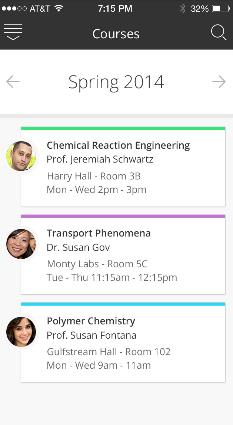 AT&T 7:15 PM 32%
Courses
Spring 2014
Chemical Reaction Engineering
Prof. Jeremiah Schwartz
Harry Hall - Room 3B
Mon - Wed 2pm - 3pm
Transport Phenomena
Dr. Susan Gov
Monty Labs - Room 5C
Tue - Thu 11:15am - 12:15pm
Polymer Chemistry
Prof. Susan Fontana
Gulfstream Hall - Room 102
Mon - Wed 9am - 11am